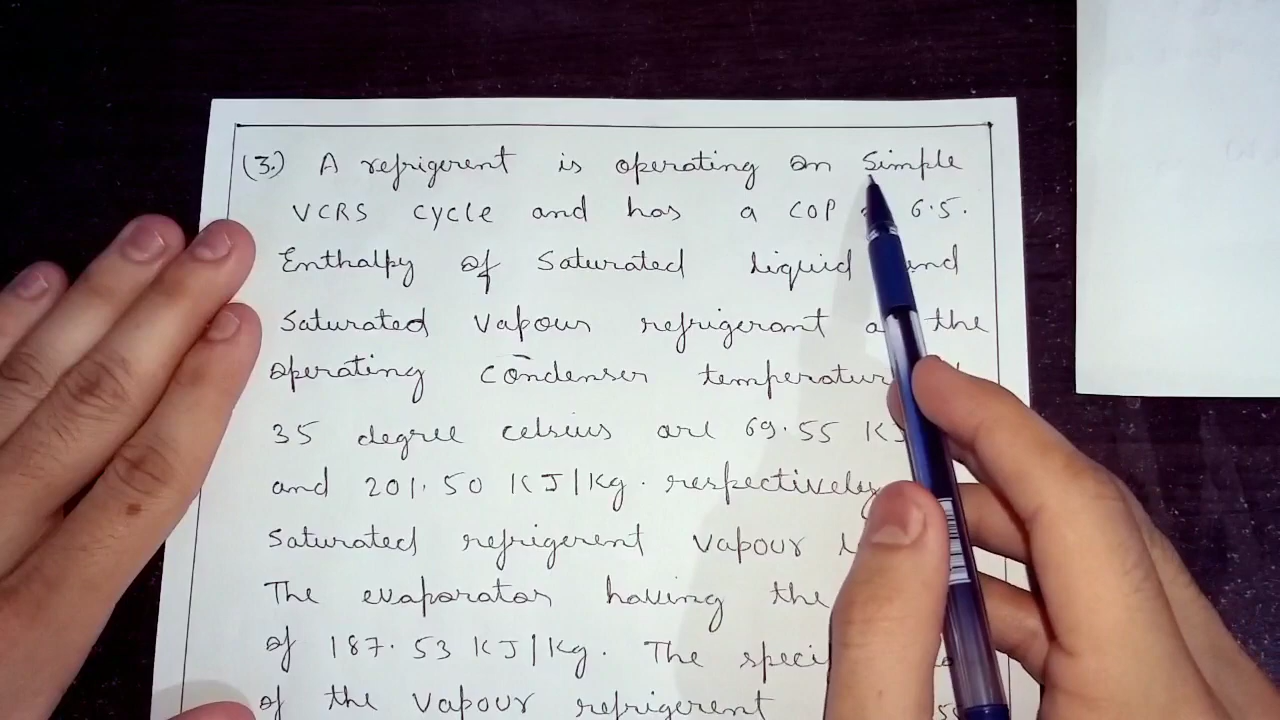 (3.) A refrigerent is operating on Simple
VCRS cycle and has a COP 6.5.
Enthalpy of Saturated liquid and
Saturated Vapour refrigerant the
operating condenser temperature
35 degree celsius are 69.55 KJ
and 201.50 KJ/Kg. respectively
Saturated refrigerent vapour
The evaporator having the
of 187.53 KJ/Kg. The
of the vapour refrigerent